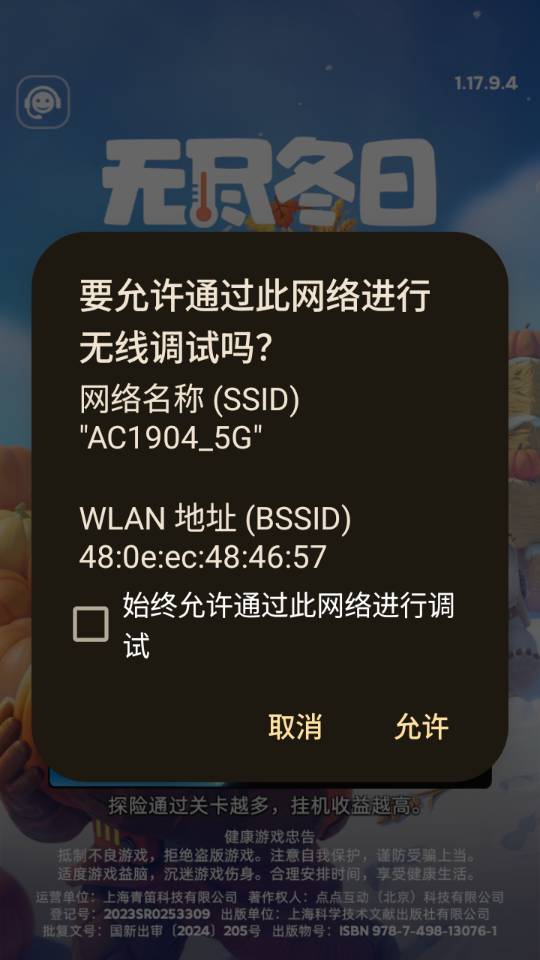 1.17.9.4
无尽冬日
要允许通过此网络进行
无线调试吗？
网络名称 (SSID)
"AC1904_5G"
WLAN 地址 (BSSID)
48:0e:ec:48:46:57
始终允许通过此网络进行调
试
取消 允许
探险通过关卡越多，挂机收益越高。
健康游戏忠告
抵制不良游戏，拒绝盗版游戏。注意自我保护，谨防受骗上当。
适度游戏益脑，沉迷游戏伤身。合理安排时间，享受健康生活。
运营单位：上海青笛科技有限公司 著作权人：点点互动（北京）科技有限公司
登记号：2023SR0253309 出版单位：上海科学技术文献出版社有限公司
批复文号：国新出审〔2024〕205号 出版物号：ISBN 978-7-498-13076-1